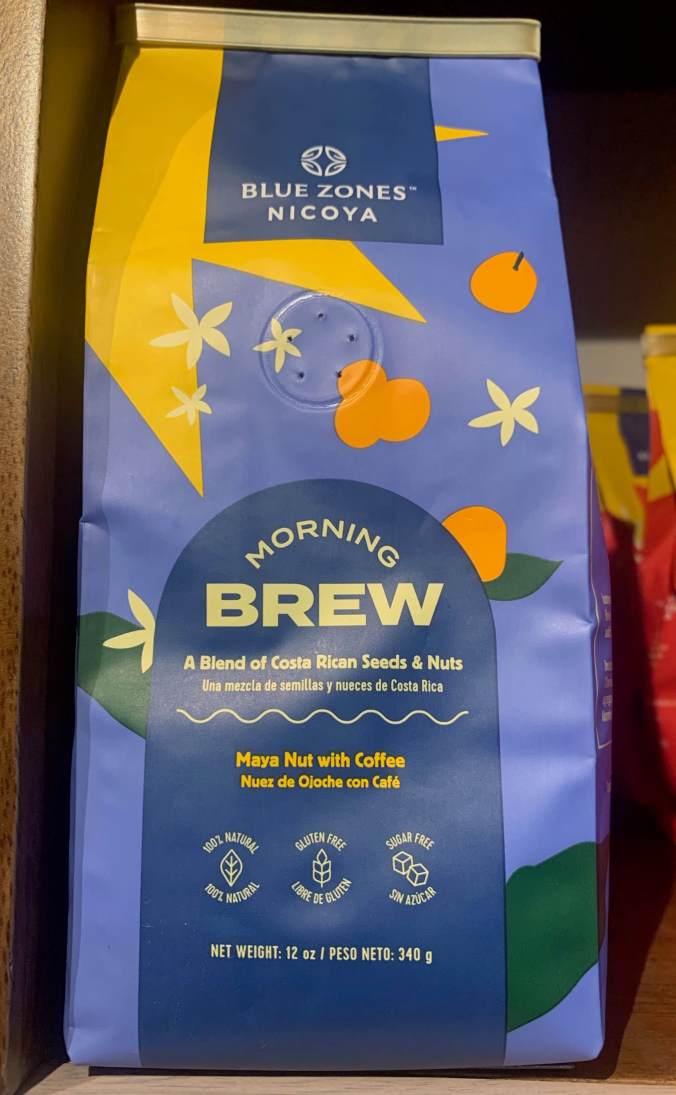 BLUE ZONES™
NICOYA
MORNING
BREW
A Blend of Costa Rican Seeds & Nuts
Una mezcla de semillas y nueces de Costa Rica
Maya Nut with Coffee
Nuez de Ojoche con Café
100% NATURAL
100% NATURAL
GLUTEN FREE
LIBRE DE GLUTEN
SUGAR FREE
SIN AZÚCAR
NET WEIGHT: 12 oz / PESO NETO: 340 g